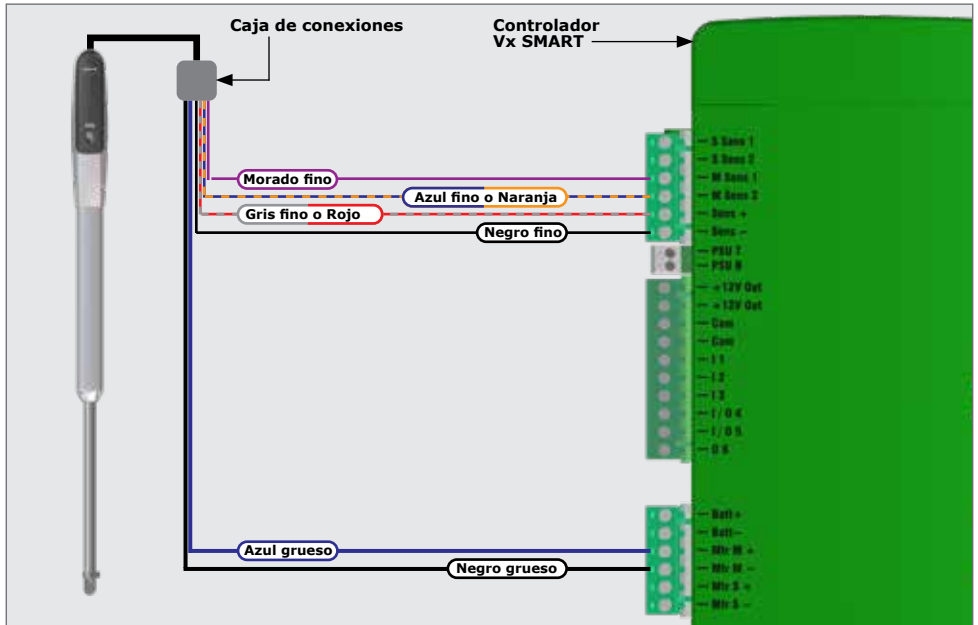 Caja de conexiones
Controlador
Vx SMART
Morado fino
Azul fino o Naranja
Gris fino o Rojo
Negro fino
S Sens 1
S Sens 2
M Sens 1
M Sens 2
Sens +
Sens –
PSU T
PSU N
+12V Out
+12V Out
Com
Com
I 1
I 2
I 3
I / O 4
I / O 5
O 6
Azul grueso
Negro grueso
Batt+
Batt–
Mtr M +
Mtr M –
Mtr S +
Mtr S –